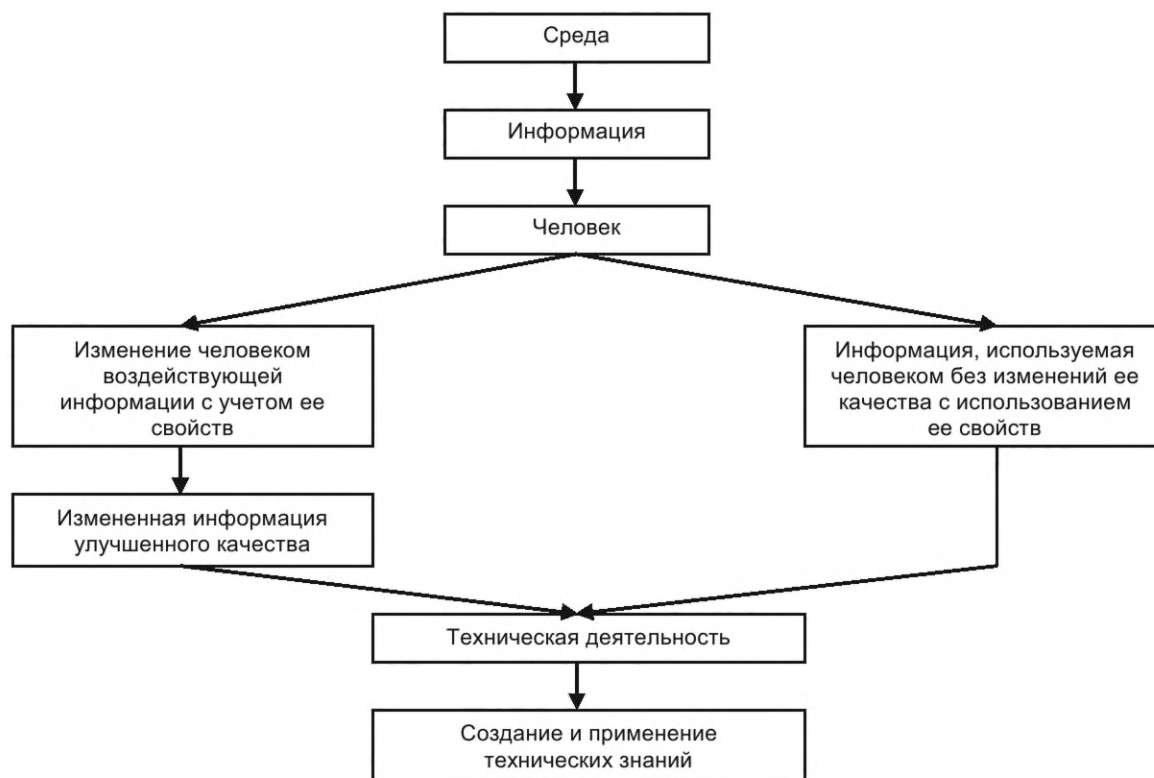 Среда
Информация
Человек
Изменение человеком
воздействующей
информации с учетом ее
свойств
Информация, используемая
человеком без изменений ее
качества с использованием
ее свойств
Измененная информация
улучшенного качества
Техническая деятельность
Создание и применение
технических знаний